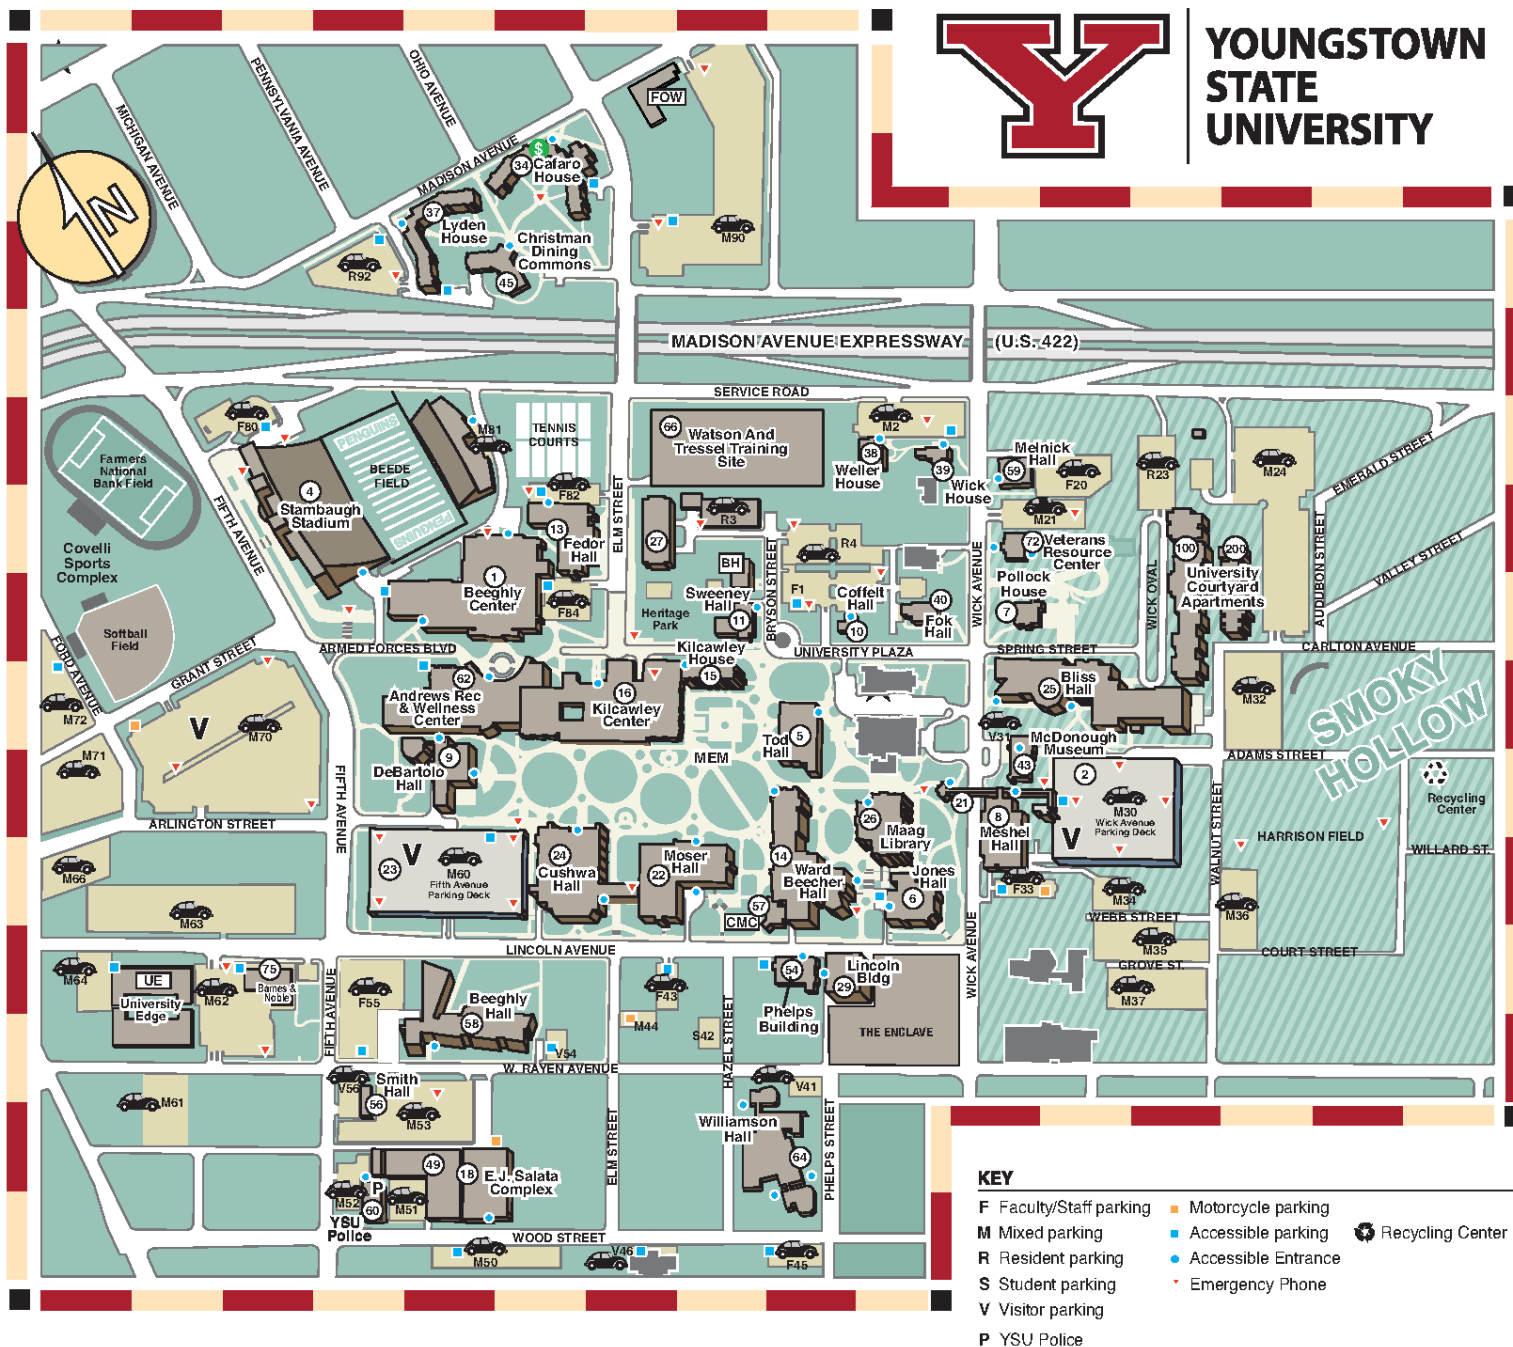 YOUNGSTOWN
STATE
UNIVERSITY
Y
N
MICHIGAN AVENUE
PENNSYLVANIA AVENUE
OHIO AVENUE
MADISON AVENUE
FOW
$
34 Cafaro
House
37
Lyden
House
Christman
Dining
Commons
45
R92
M90
MADISON AVENUE EXPRESSWAY (U.S. 422)
SERVICE ROAD
F80
PENGUINS
BEEDE
FIELD
PENGUINS
M81
TENNIS
COURTS
66
Watson And
Tressel Training
Site
M2
38
Weller
House
39
Wick
House
Melnick
Hall
59
F20
R23
M24
EMERALD STREET
Farmers
National
Bank Field
4
Stambaugh
Stadium
FIFTH AVENUE
F82
13
Fedor
Hall
ELM STREET
27
R3
R4
M21
72 Veterans
Resource
Center
100
200
University
Courtyard
Apartments
AUDUBON STREET
VALLEY STREET
Covelli
Sports
Complex
1
Beeghly
Center
F84
BH
Sweeney
Hall
11
Heritage
Park
BRYSON STREET
F1
Coffelt
Hall
10
40
Fok
Hall
WICK AVENUE
Pollock
House
7
WICK OVAL
Softball
Field
FORD AVENUE
GRANT STREET
ARMED FORCES BLVD
Kilcawley
House
15
UNIVERSITY PLAZA
SPRING STREET
CARLTON AVENUE
M72
V
M70
M71
62
Andrews Rec
& Wellness
Center
16
Kilcawley
Center
Bliss
Hall
25
M32
SMOKY
HOLLOW
5
Tod
Hall
MEM
V31
McDonough
Museum
43
ADAMS STREET
9
DeBartolo
Hall
FIFTH AVENUE
2
M30
Wick Avenue
Parking Deck
V
21
8
Meshel
Hall
WALNUT STREET
Recycling
Center
HARRISON FIELD
WILLARD ST.
ARLINGTON STREET
M66
M63
V
23
M60
Fifth Avenue
Parking Deck
24
Cushwa
Hall
Moser
Hall
22
14
Ward
Beecher
Hall
57
CMC
26
Maag
Library
Jones
Hall
6
F33
M34
WEBB STREET
M36
M35
COURT STREET
GROVE ST.
M37
LINCOLN AVENUE
WICK AVENUE
M64
UE
University
Edge
M62
75
Barnes &
Noble
FIFTH AVENUE
F55
Beeghly
Hall
58
V54
F43
M44
S42
HAZEL STREET
54
Phelps
Building
Lincoln
Bldg
29
THE ENCLAVE
W. RAYEN AVENUE
M61
V56
Smith
Hall
56
M53
ELM STREET
V41
Williamson
Hall
64
PHELPS STREET
49
18
E.J. Salata
Complex
M52
P
60
M51
YSU
Police
WOOD STREET
M50
V46
F45
KEY
F Faculty/Staff parking
M Mixed parking
R Resident parking
S Student parking
V Visitor parking
P YSU Police
Motorcycle parking
Accessible parking
Accessible Entrance
Emergency Phone
Recycling Center